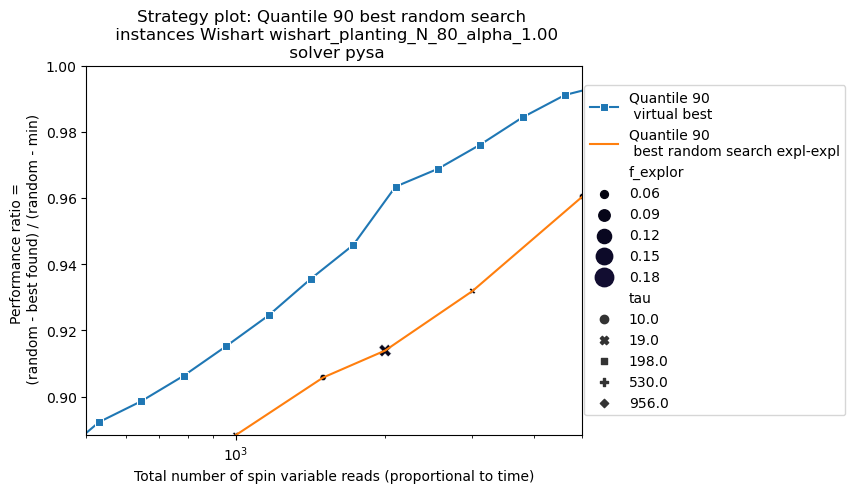 Strategy plot: Quantile 90 best random search
instances Wishart wishart_planting_N_80_alpha_1.00
solver pysa
Performance ratio =
(random - best found) / (random - min)
1.00
0.98
0.96
0.94
0.92
0.90
10³
Total number of spin variable reads (proportional to time)
Quantile 90
virtual best
Quantile 90
best random search expl-expl
f_explor
0.06
0.09
0.12
0.15
0.18
tau
10.0
19.0
198.0
530.0
956.0